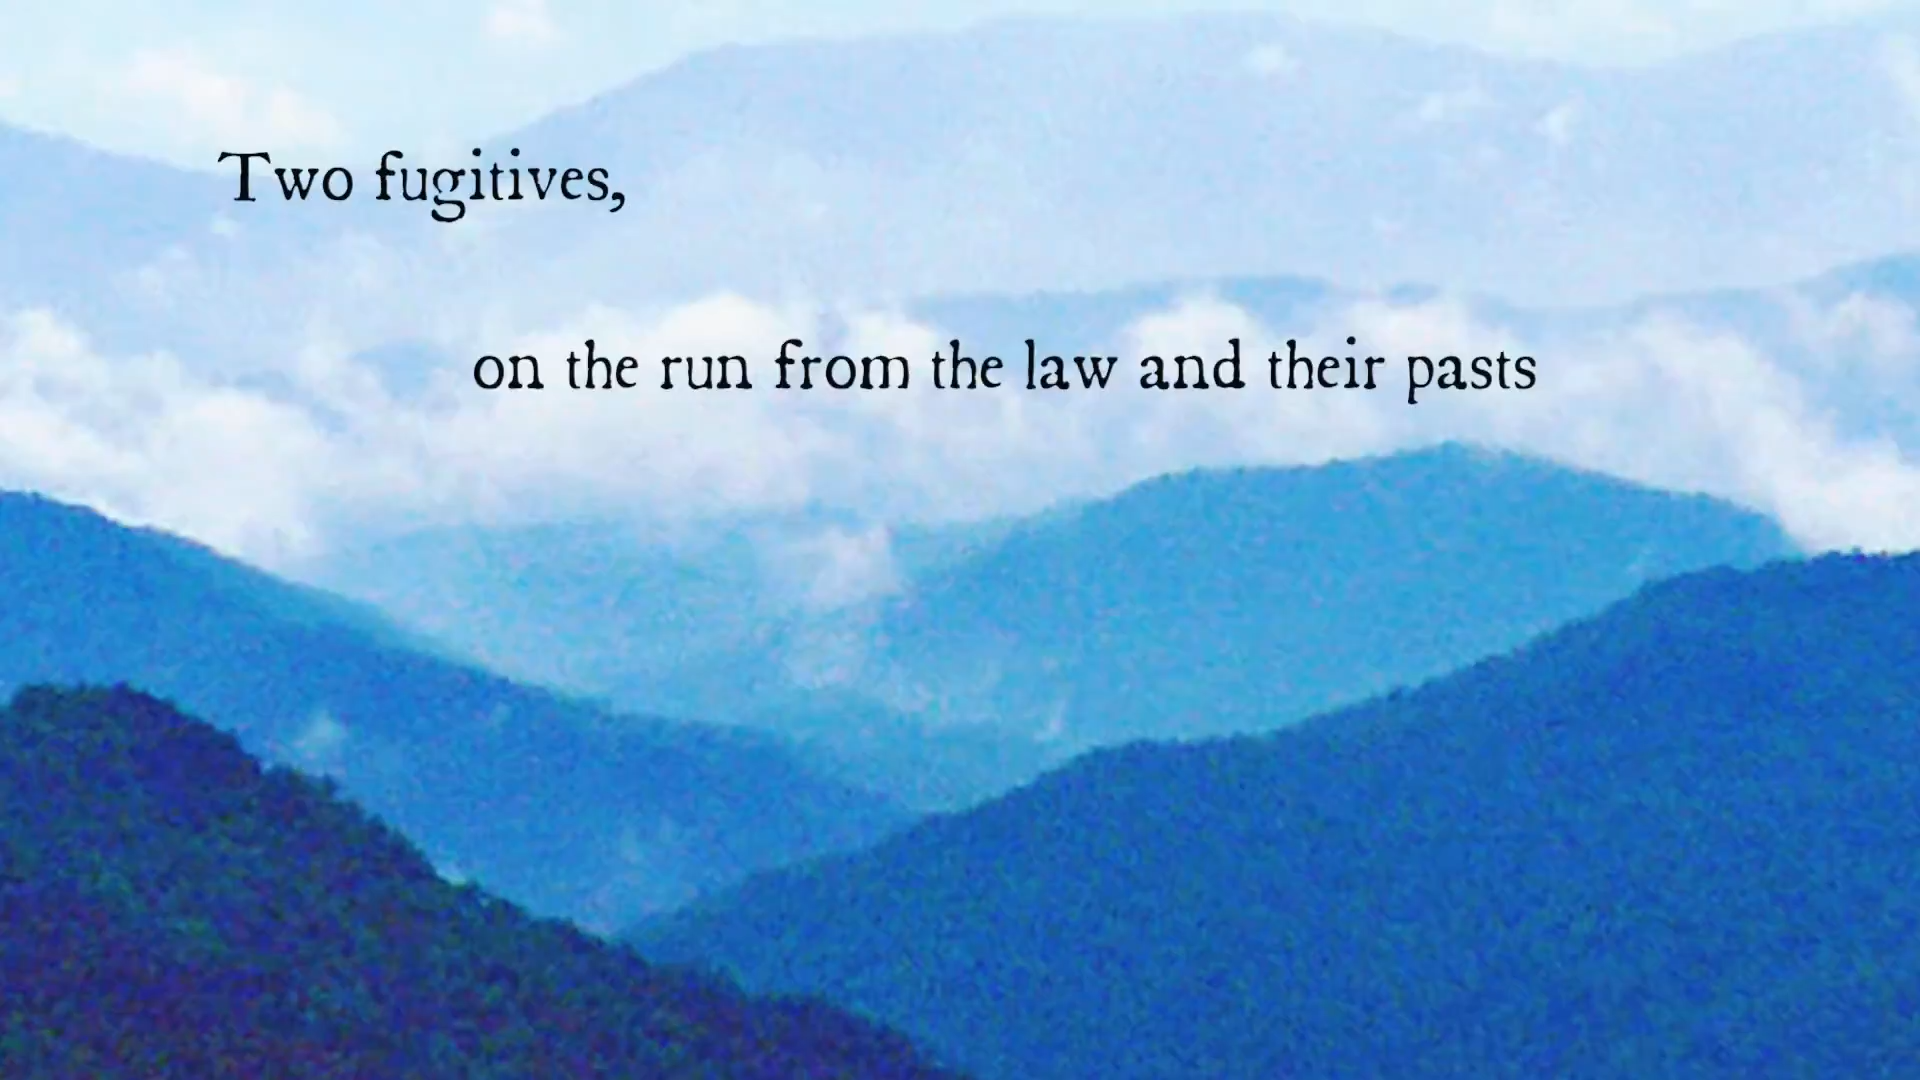 Two fugitives,
on the run from the law and their pasts